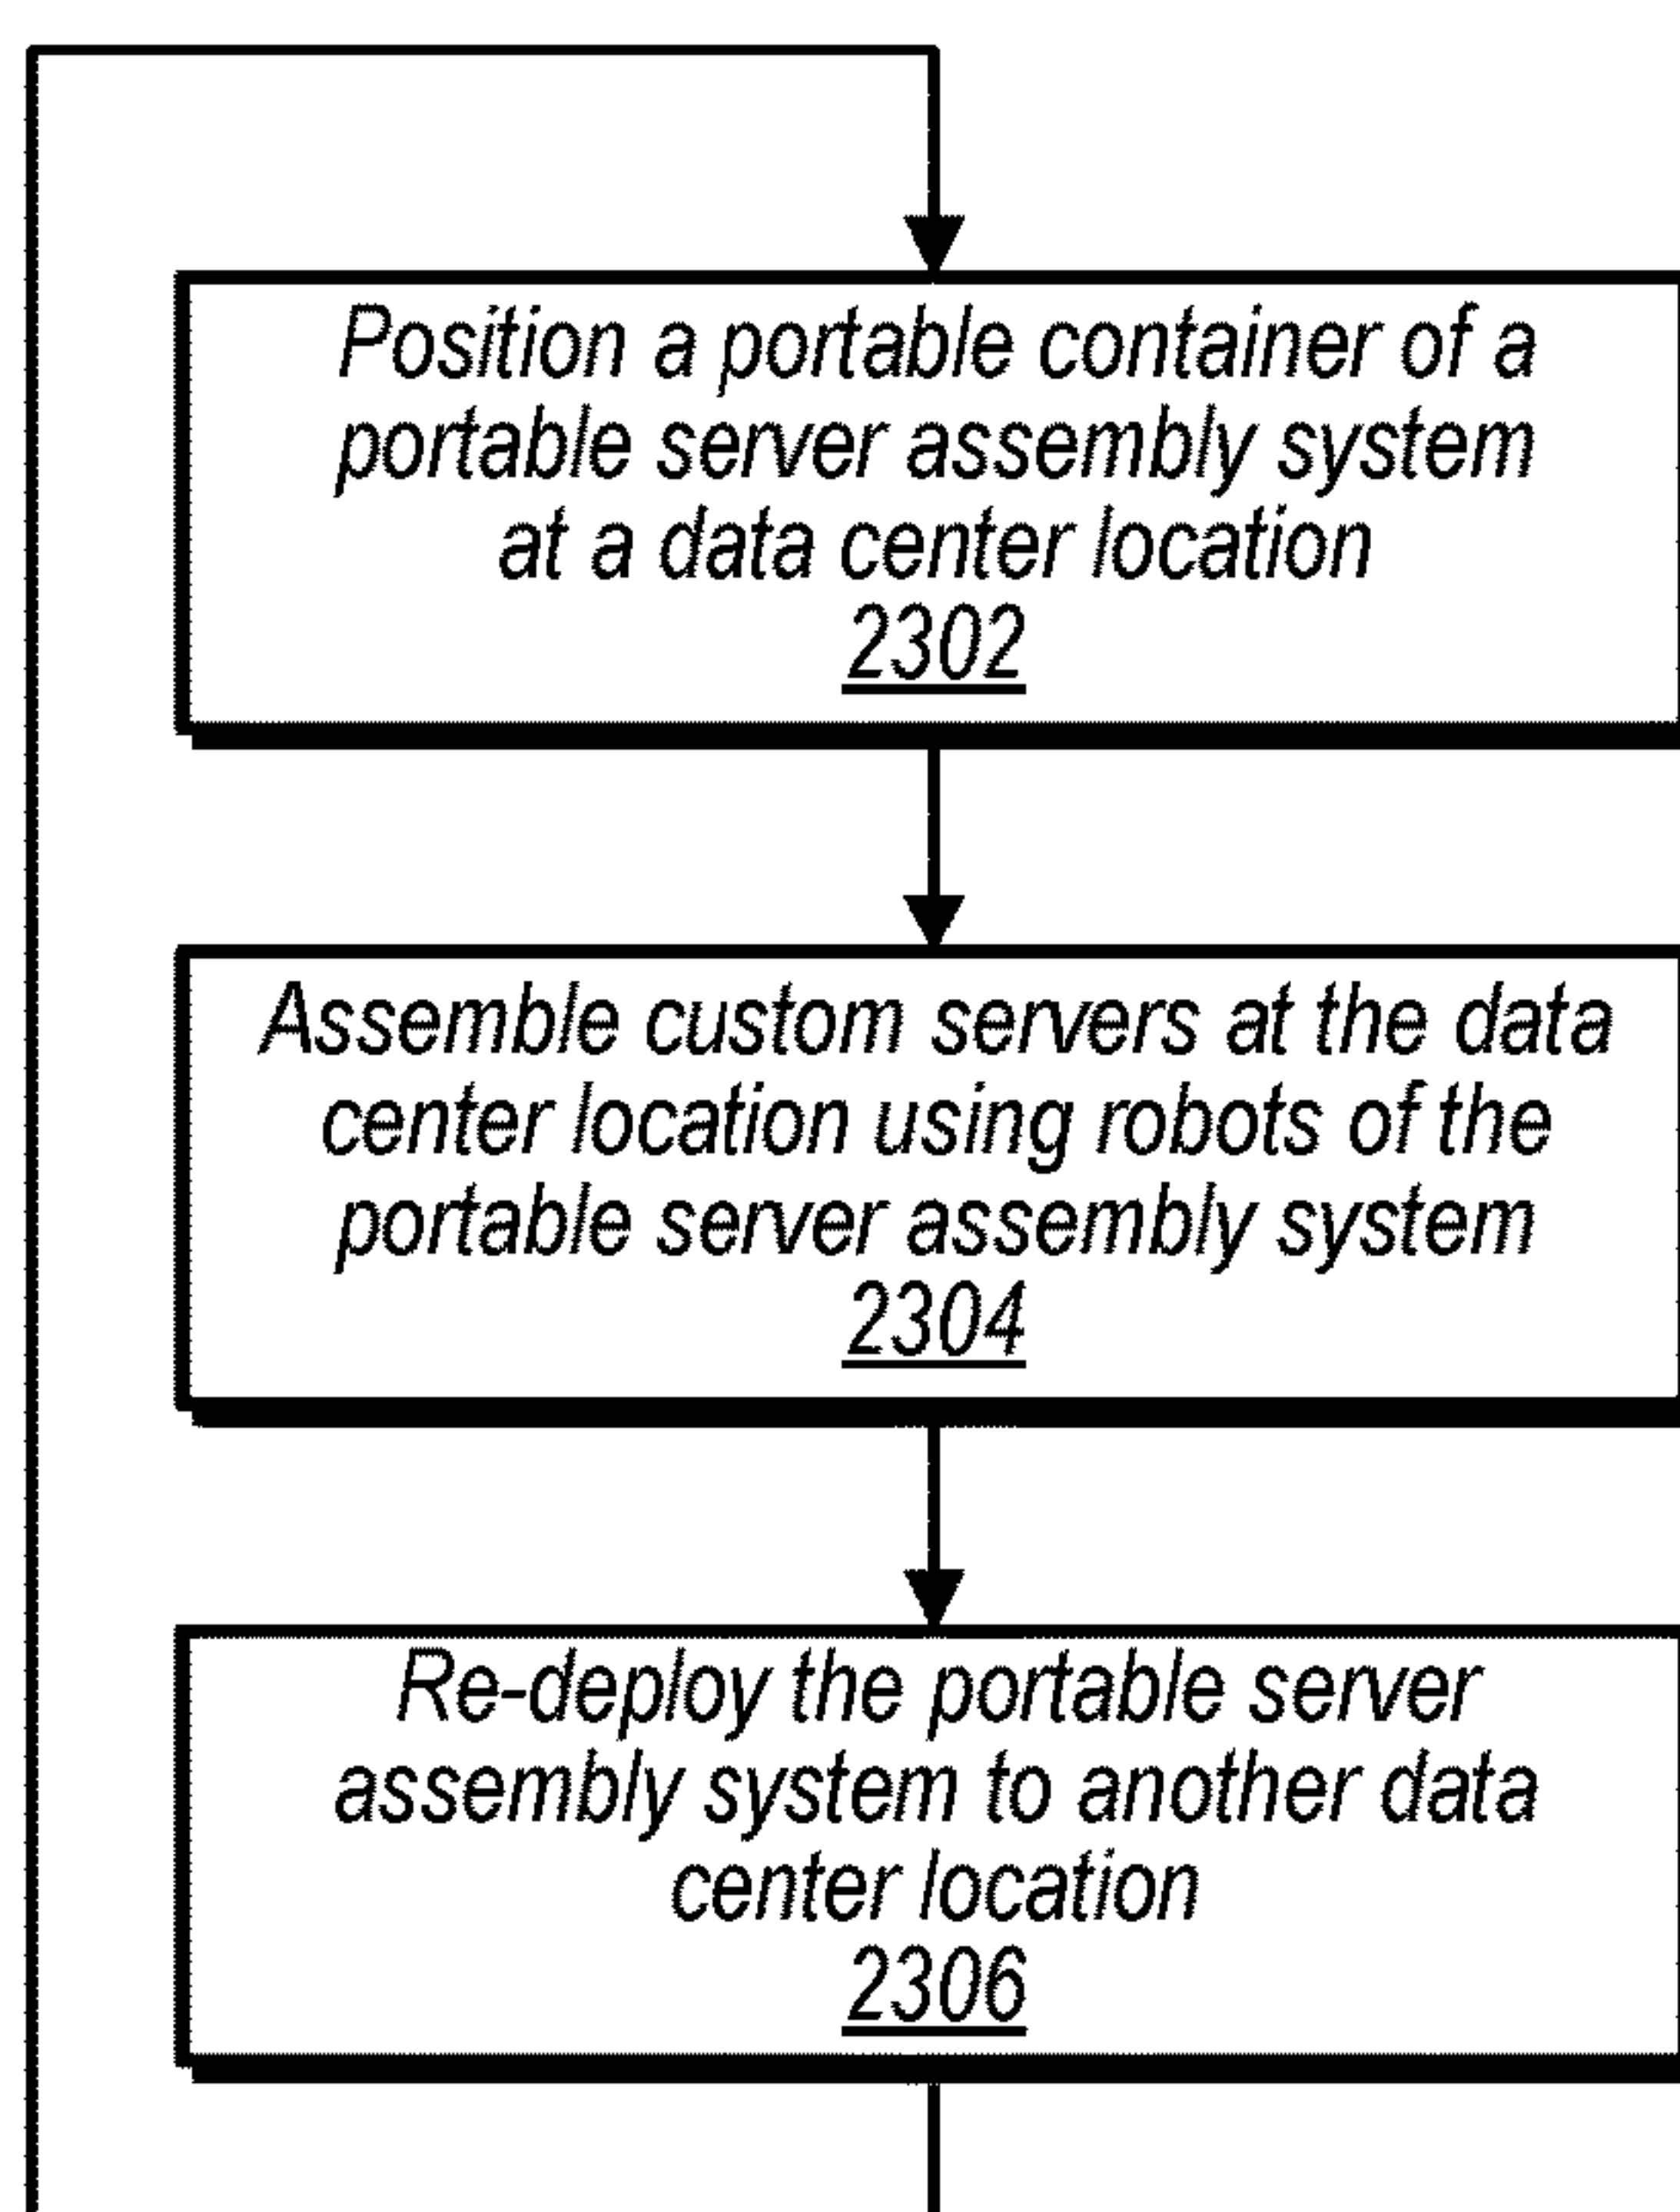 Position a portable container of a
portable server assembly system
at a data center location
2302
Assemble custom servers at the data
center location using robots of the
portable server assembly system
2304
Re-deploy the portable server
assembly system to another data
center location
2306